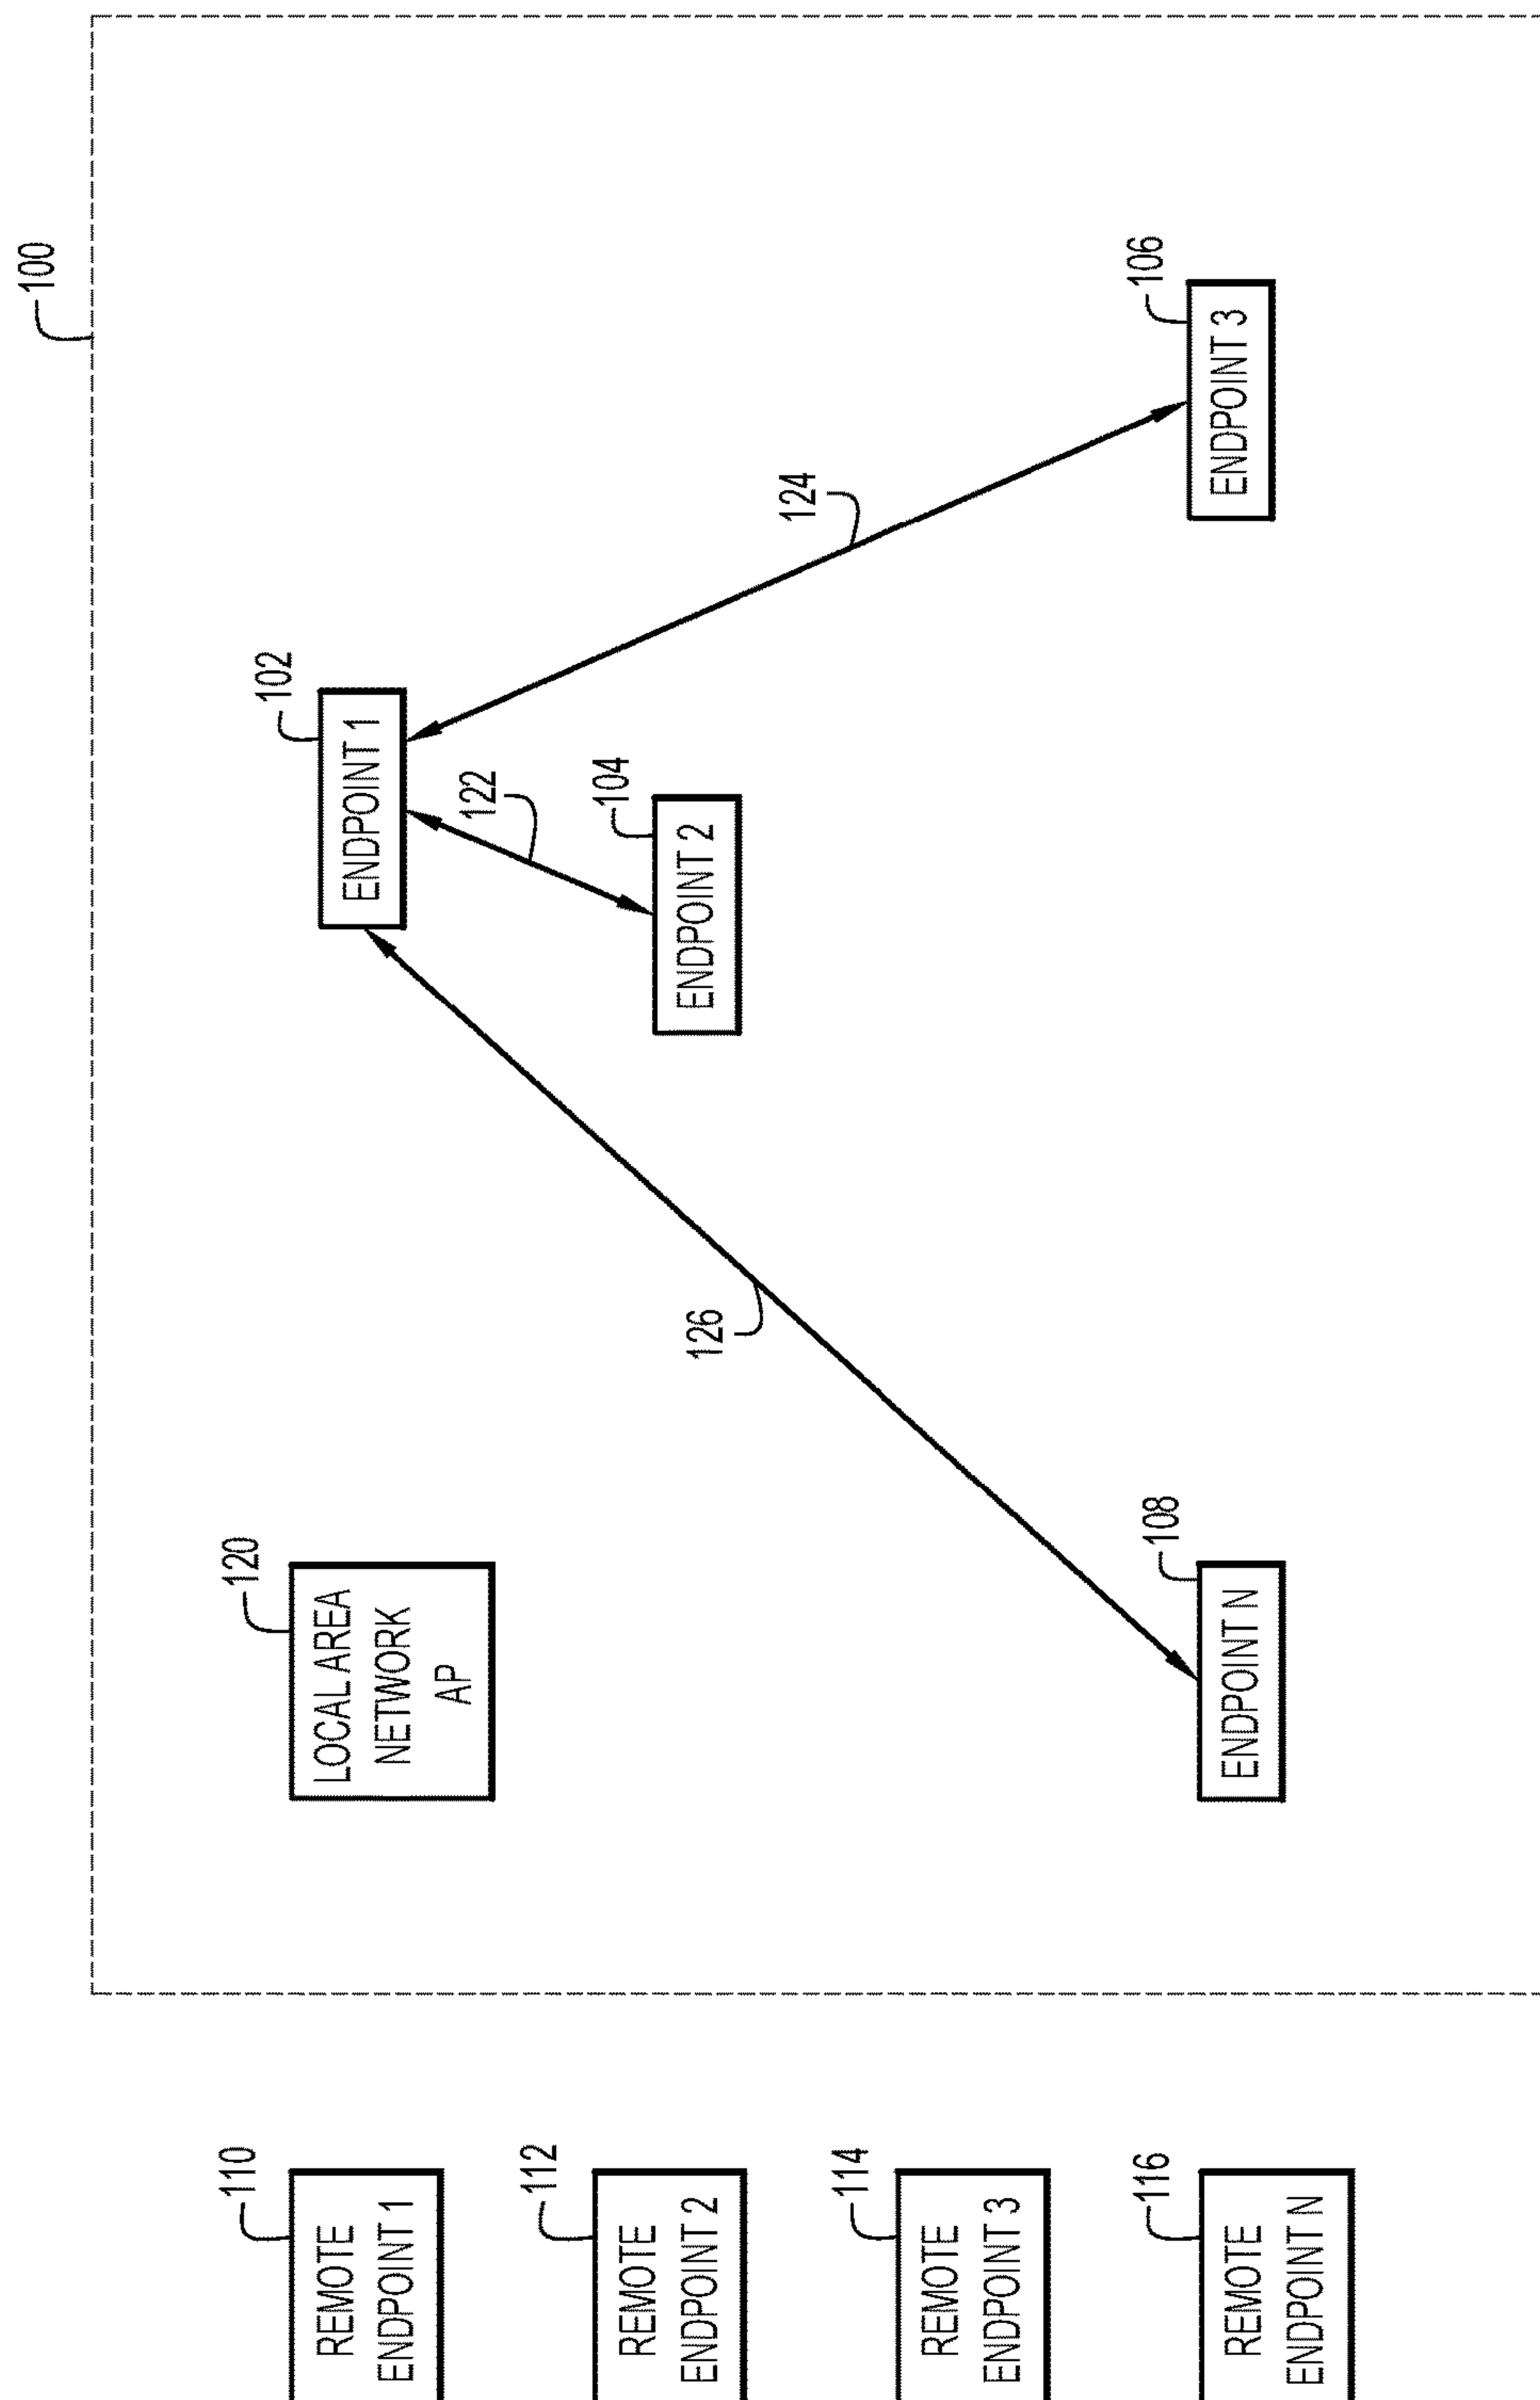 100
110
REMOTE
ENDPOINT 1
120
LOCAL AREA
NETWORK
AP
102
ENDPOINT 1
122
112
REMOTE
ENDPOINT 2
126
104
ENDPOINT 2
124
114
REMOTE
ENDPOINT 3
116
REMOTE
ENDPOINT N
108
ENDPOINT N
106
ENDPOINT 3